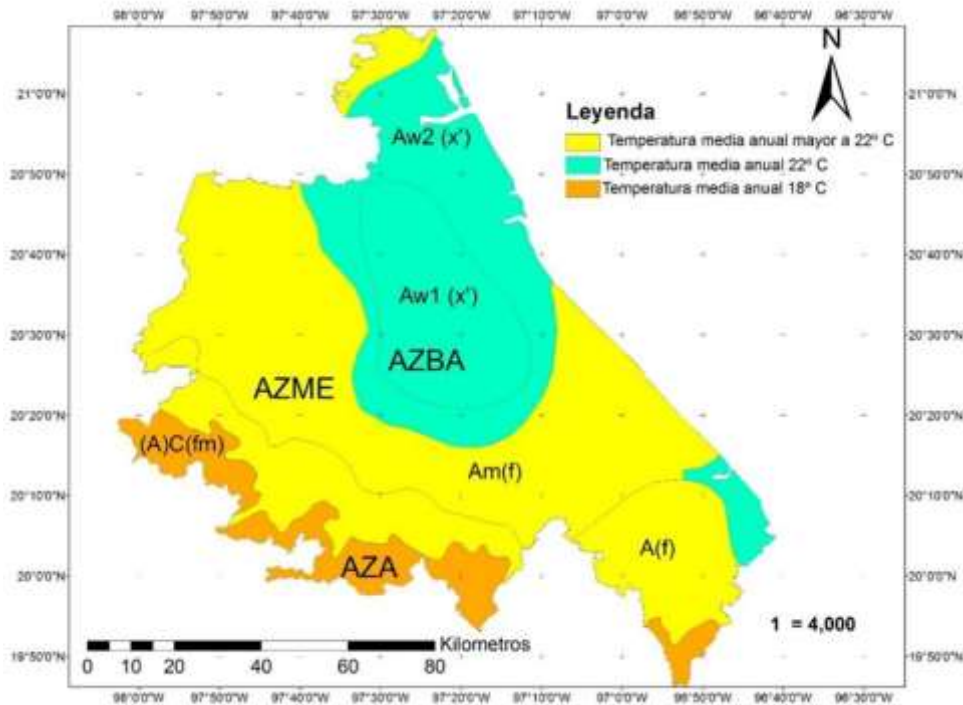 98°0'0"W 97°50'0"W 97°40'0"W 97°30'0"W 97°20'0"W 97°10'0"W 97°0'0"W 96°50'0"W 96°40'0"W 96°30'0"W
N
21°0'0"N 21°0'0"N
Leyenda
Temperatura media anual mayor a 22º C
Temperatura media anual 22º C
Temperatura media anual 18º C
Aw2 (x')
20°50'0"N 20°50'0"N
20°40'0"N 20°40'0"N
Aw1 (x')
20°30'0"N 20°30'0"N
AZBA
AZME
20°20'0"N 20°20'0"N
(A)C(fm)
Am(f)
20°10'0"N 20°10'0"N
A(f)
AZA
20°0'0"N 20°0'0"N
1 = 4,000
Kilometros
0 5 10 20 40 60 80
19°50'0"N 19°50'0"N
98°0'0"W 97°50'0"W 97°40'0"W 97°30'0"W 97°20'0"W 97°10'0"W 97°0'0"W 96°50'0"W 96°40'0"W 96°30'0"W